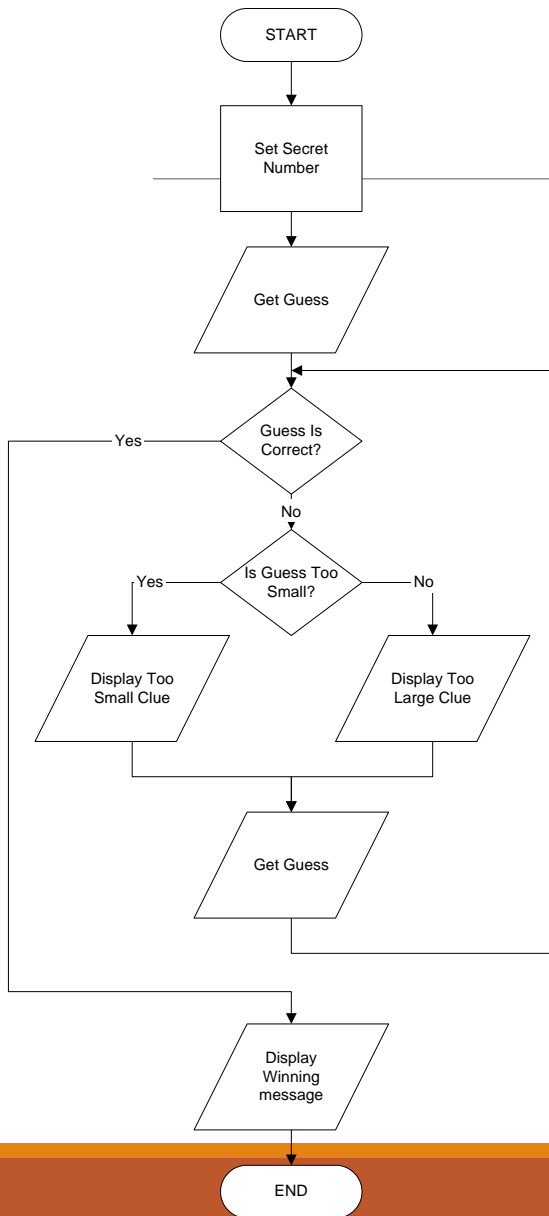 START
Set Secret
Number
Get Guess
Guess Is
Correct?
Yes
No
Is Guess Too
Small?
Yes
No
Display Too
Small Clue
Display Too
Large Clue
Get Guess
Display
Winning
message
END